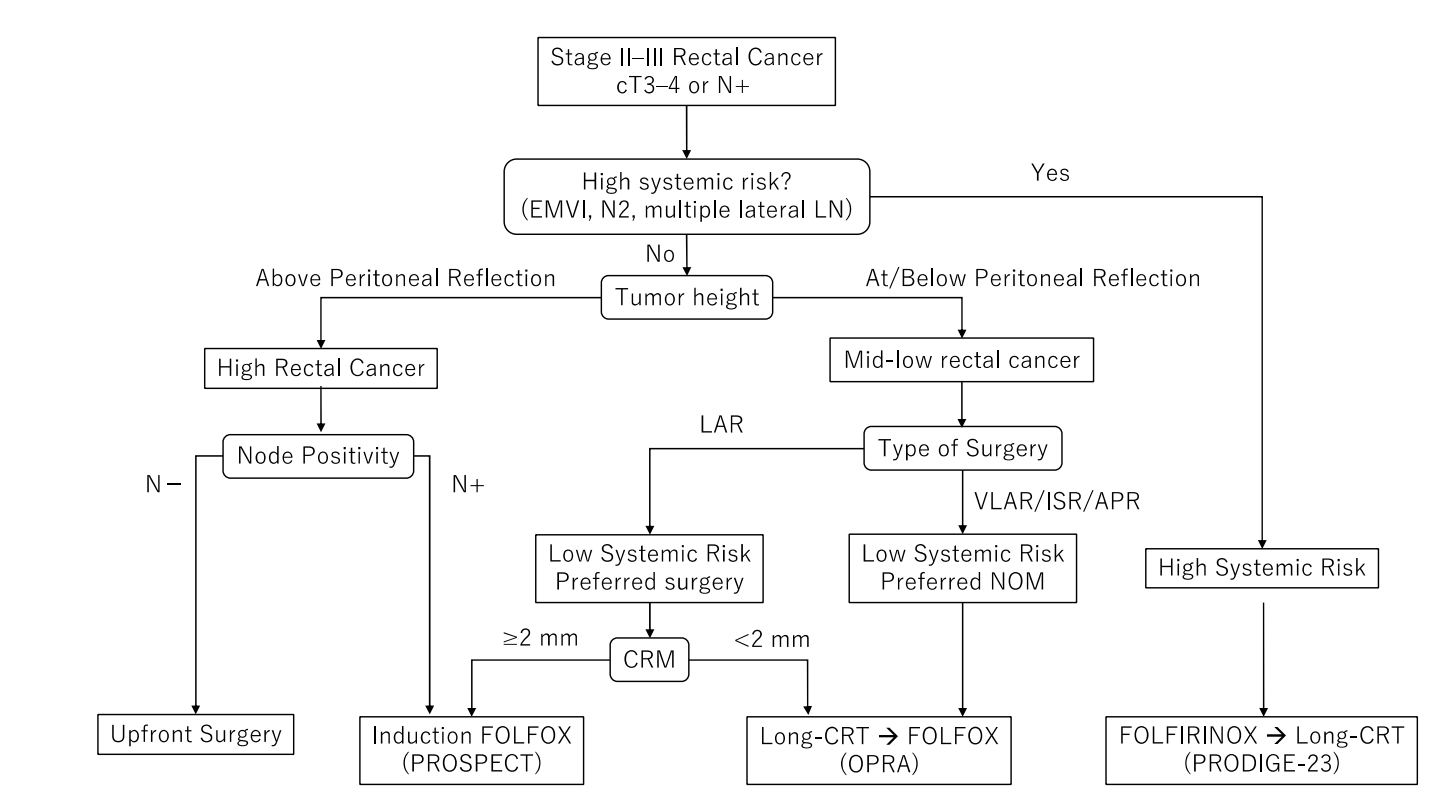 Stage II–III Rectal Cancer
cT3–4 or N+
High systemic risk?
(EMVI, N2, multiple lateral LN)
Yes
No
Above Peritoneal Reflection
Tumor height
At/Below Peritoneal Reflection
High Rectal Cancer
Mid-low rectal cancer
Node Positivity
LAR
Type of Surgery
N−
N+
VLAR/ISR/APR
Low Systemic Risk
Preferred surgery
Low Systemic Risk
Preferred NOM
High Systemic Risk
≥2 mm
CRM
<2 mm
Upfront Surgery
Induction FOLFOX
(PROSPECT)
Long-CRT → FOLFOX
(OPRA)
FOLFIRINOX → Long-CRT
(PRODIGE-23)